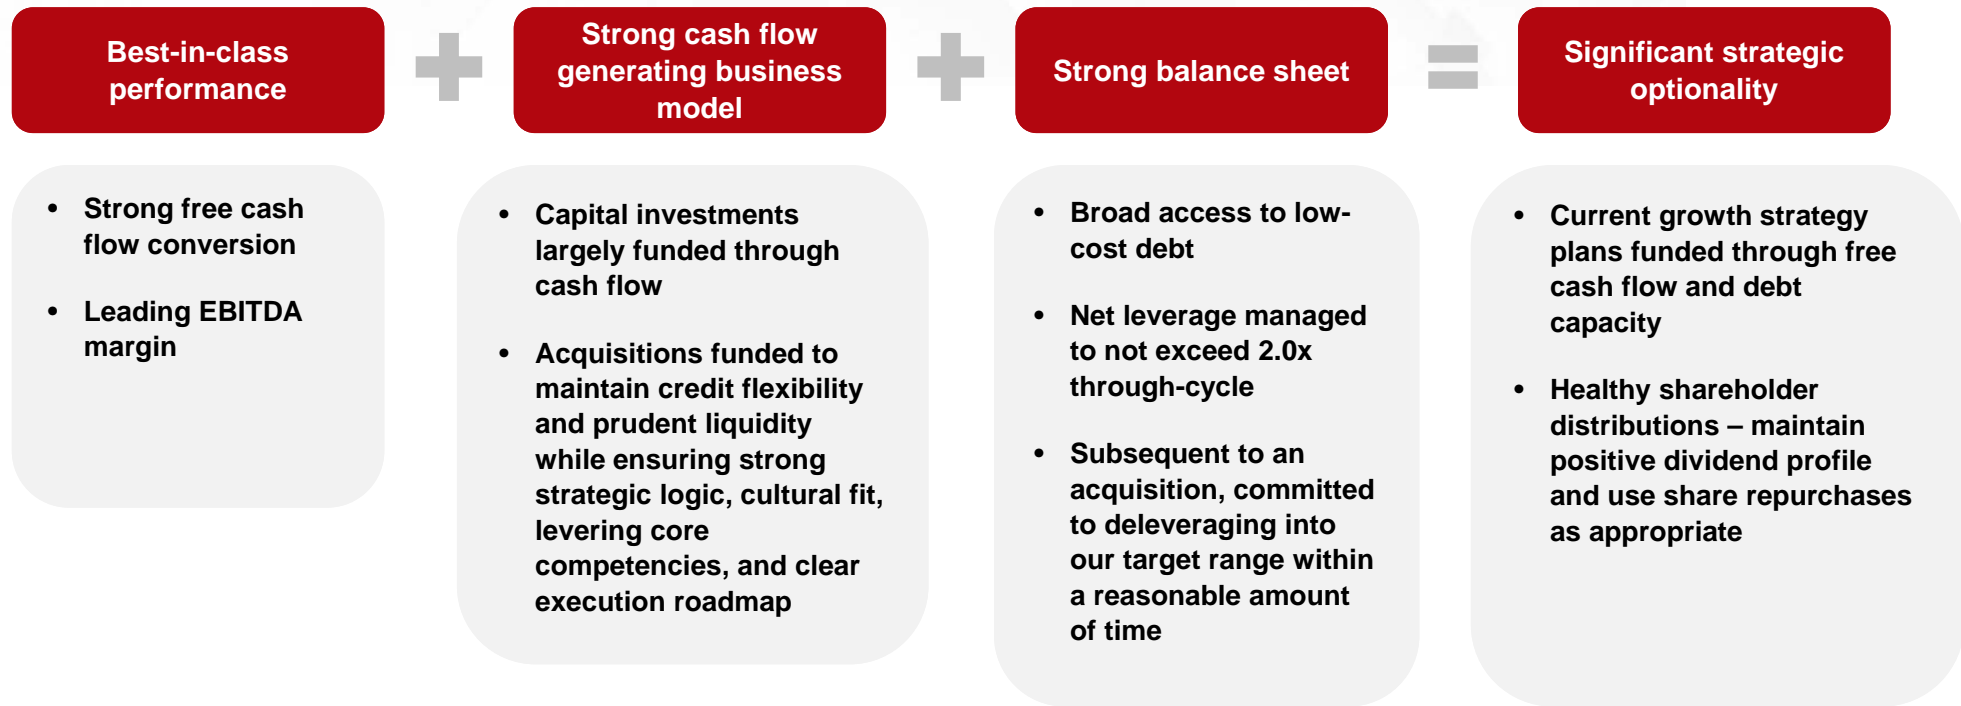 Best-in-class
performance
Strong cash flow
generating business
model
Strong balance sheet
Significant strategic
optionality
• Strong free cash
flow conversion
• Leading EBITDA
margin
• Capital investments
largely funded through
cash flow
• Acquisitions funded to
maintain credit flexibility
and prudent liquidity
while ensuring strong
strategic logic, cultural fit,
levering core
competencies, and clear
execution roadmap
• Broad access to low-
cost debt
• Net leverage managed
to not exceed 2.0x
through-cycle
• Subsequent to an
acquisition, committed
to deleveraging into
our target range within
a reasonable amount
of time
• Current growth strategy
plans funded through free
cash flow and debt
capacity
• Healthy shareholder
distributions – maintain
positive dividend profile
and use share repurchases
as appropriate